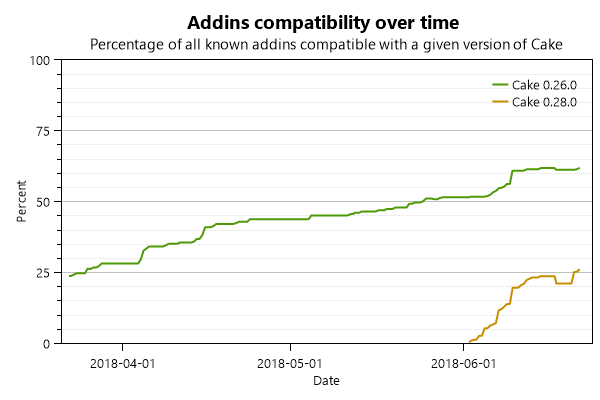 Addins compatibility over time
Percentage of all known addins compatible with a given version of Cake
100
Cake 0.26.0
Cake 0.28.0
75
50
25
0
Percent
2018-04-01
2018-05-01
2018-06-01
Date